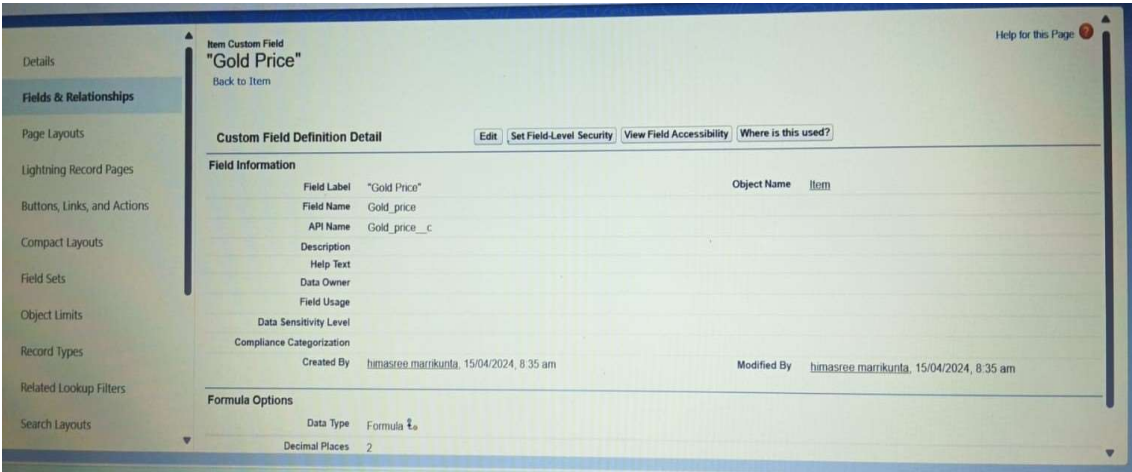 Details
Fields & Relationships
Page Layouts
Lightning Record Pages
Buttons, Links, and Actions
Compact Layouts
Field Sets
Object Limits
Record Types
Related Lookup Filters
Search Layouts
Item Custom Field
"Gold Price"
Back to Item
Help for this Page ?
Custom Field Definition Detail Edit Set Field-Level Security View Field Accessibility Where is this used?
Field Information
Field Label "Gold Price" Object Name Item
Field Name Gold_price
API Name Gold_price__c
Description
Help Text
Data Owner
Field Usage
Data Sensitivity Level
Compliance Categorization
Created By himasree marrikunta, 15/04/2024, 8:35 am Modified By himasree marrikunta, 15/04/2024, 8:35 am
Formula Options
Data Type Formula
Decimal Places 2